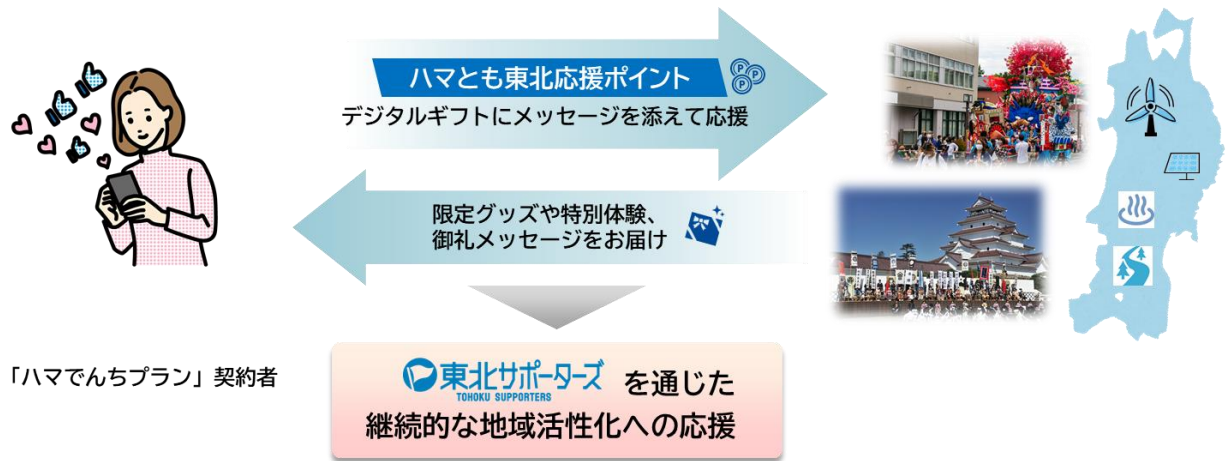 ハマとも東北応援ポイント
P P P
デジタルギフトにメッセージを添えて応援
限定グッズや特別体験、
御礼メッセージをお届け
「ハマでんちプラン」契約者
東北サポーターズ を通じた
TOHOKU SUPPORTERS
継続的な地域活性化への応援